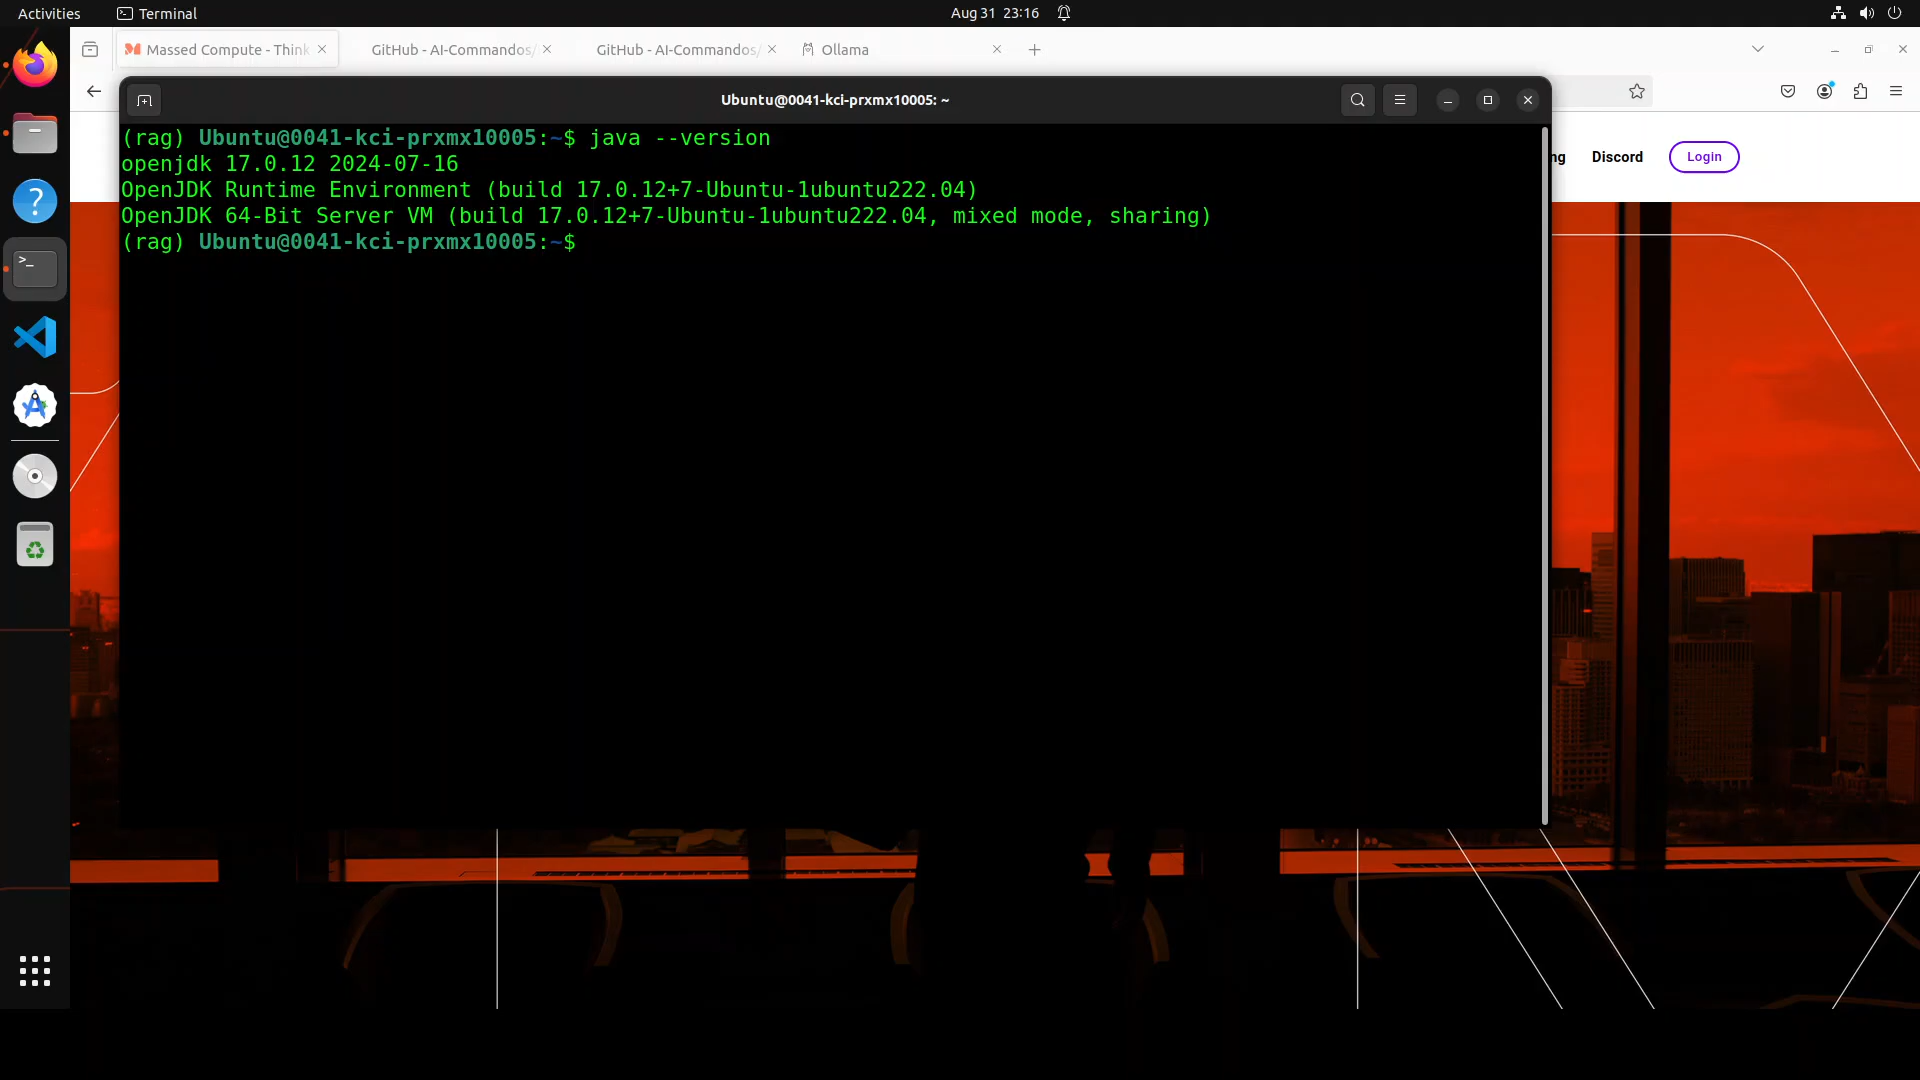 Activities
Terminal
Aug 31 23:16
Massed Compute - Think
GitHub - AI-Commandos/
GitHub - AI-Commandos/
Ollama
Ubuntu@0041-kci-prxmx10005: ~
(rag) Ubuntu@0041-kci-prxmx10005:~$ java --version
openjdk 17.0.12 2024-07-16
OpenJDK Runtime Environment (build 17.0.12+7-Ubuntu-1ubuntu222.04)
OpenJDK 64-Bit Server VM (build 17.0.12+7-Ubuntu-1ubuntu222.04, mixed mode, sharing)
(rag) Ubuntu@0041-kci-prxmx10005:~$
ng
Discord
Login